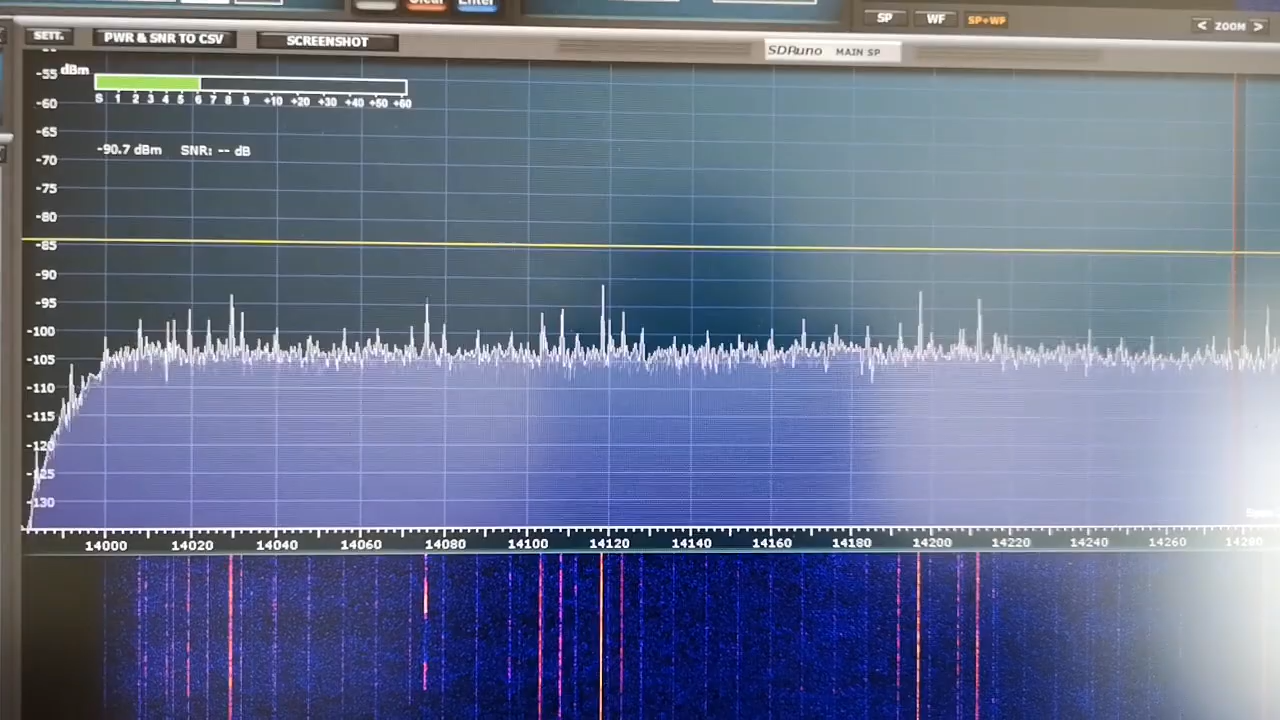 Clear Enter
SP WF SP+WF < ZOOM >
SETT. PWR & SNR TO CSV SCREENSHOT
SDRuno MAIN SP
dBm
S 1 2 3 4 5 6 7 8 9 +10 +20 +30 +40 +50 +60
-90.7 dBm SNR: -- dB
-55
-60
-65
-70
-75
-80
-85
-90
-95
-100
-105
-110
-115
-120
-125
-130
14000 14020 14040 14060 14080 14100 14120 14140 14160 14180 14200 14220 14240 14260 14280